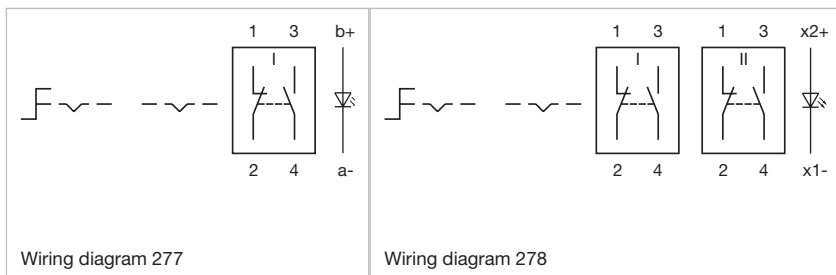 1 3 b+
I
2 4 a-
Wiring diagram 277
1 3 1 3 x2+
I II
2 4 2 4 x1-
Wiring diagram 278